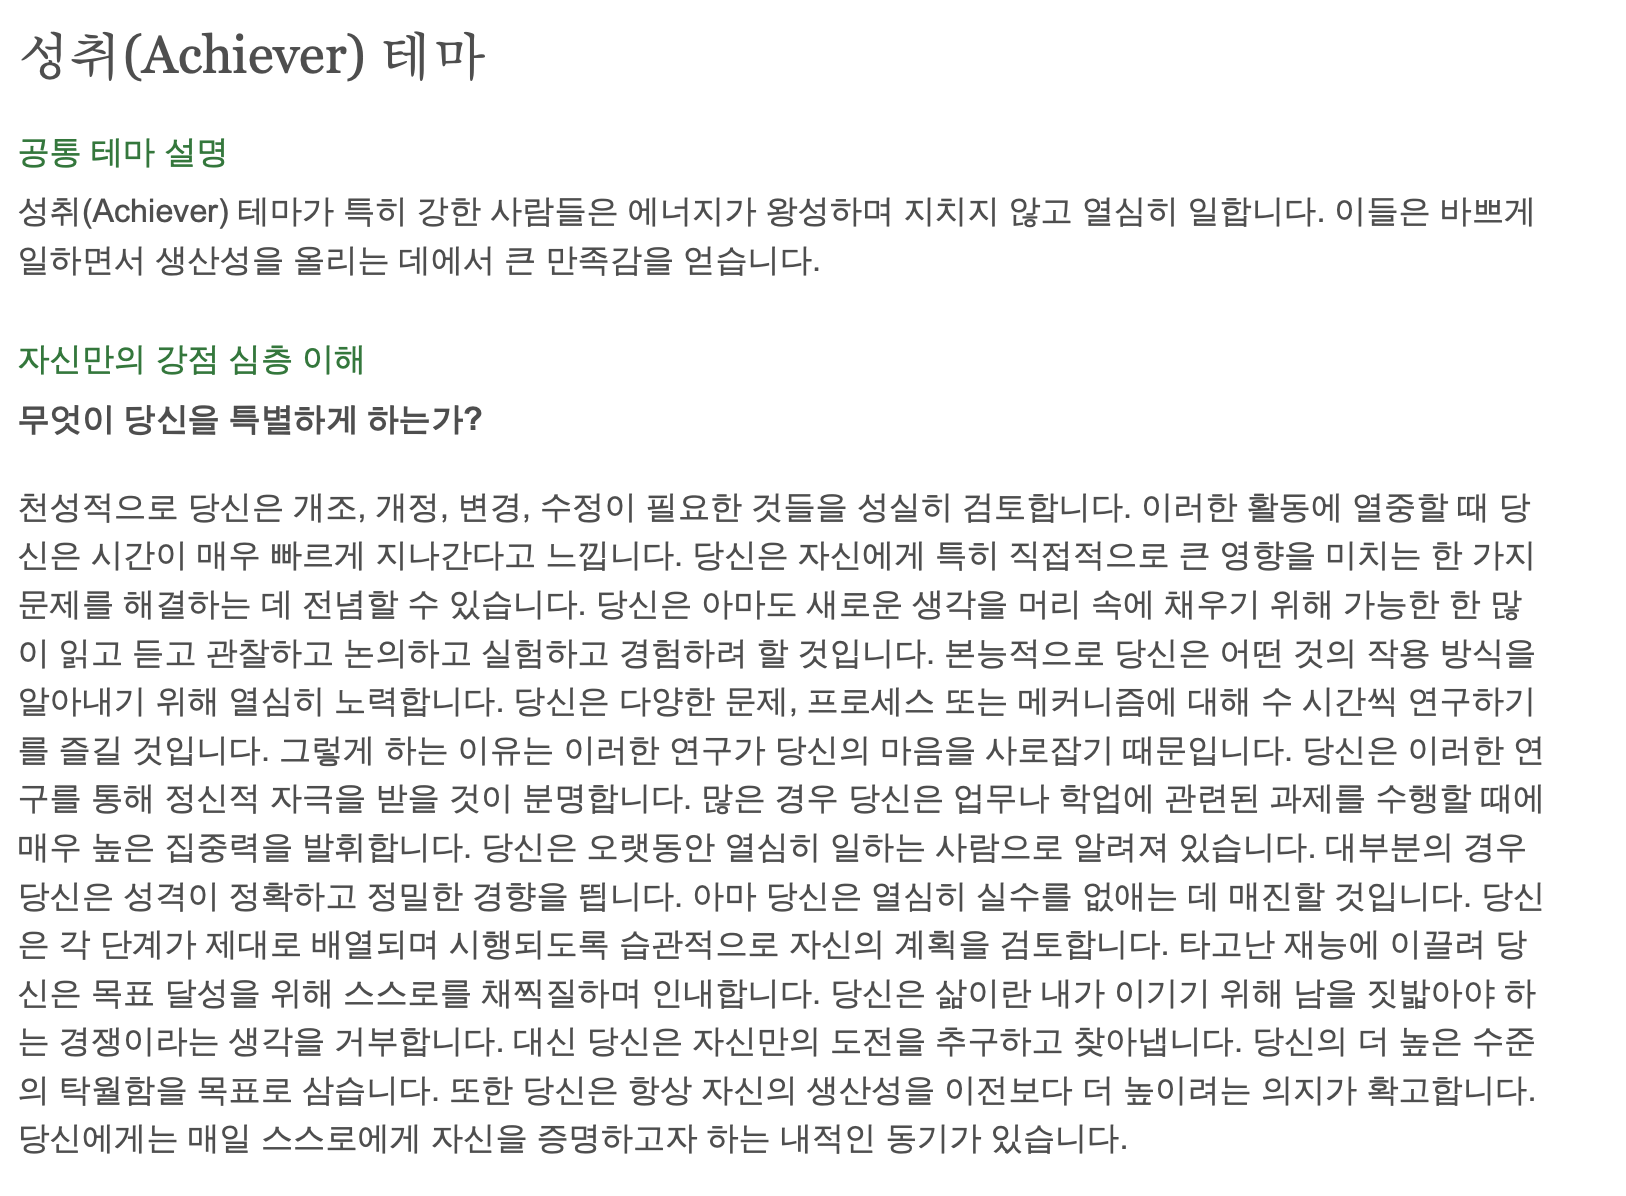 성취(Achiever) 테마
공통 테마 설명
성취(Achiever) 테마가 특히 강한 사람들은 에너지가 왕성하며 지치지 않고 열심히 일합니다. 이들은 바쁘게
일하면서 생산성을 올리는 데에서 큰 만족감을 얻습니다.
자신만의 강점 심층 이해
무엇이 당신을 특별하게 하는가?
천성적으로 당신은 개조, 개정, 변경, 수정이 필요한 것들을 성실히 검토합니다. 이러한 활동에 열중할 때 당
신은 시간이 매우 빠르게 지나간다고 느낍니다. 당신은 자신에게 특히 직접적으로 큰 영향을 미치는 한 가지
문제를 해결하는 데 전념할 수 있습니다. 당신은 아마도 새로운 생각을 머리 속에 채우기 위해 가능한 한 많
이 읽고 듣고 관찰하고 논의하고 실험하고 경험하려 할 것입니다. 본능적으로 당신은 어떤 것의 작용 방식을
알아내기 위해 열심히 노력합니다. 당신은 다양한 문제, 프로세스 또는 메커니즘에 대해 수 시간씩 연구하기
를 즐길 것입니다. 그렇게 하는 이유는 이러한 연구가 당신의 마음을 사로잡기 때문입니다. 당신은 이러한 연
구를 통해 정신적 자극을 받을 것이 분명합니다. 많은 경우 당신은 업무나 학업에 관련된 과제를 수행할 때에
매우 높은 집중력을 발휘합니다. 당신은 오랫동안 열심히 일하는 사람으로 알려져 있습니다. 대부분의 경우
당신은 성격이 정확하고 정밀한 경향을 띕니다. 아마 당신은 열심히 실수를 없애는 데 매진할 것입니다. 당신
은 각 단계가 제대로 배열되며 시행되도록 습관적으로 자신의 계획을 검토합니다. 타고난 재능에 이끌려 당
신은 목표 달성을 위해 스스로를 채찍질하며 인내합니다. 당신은 삶이란 내가 이기기 위해 남을 짓밟아야 하
는 경쟁이라는 생각을 거부합니다. 대신 당신은 자신만의 도전을 추구하고 찾아냅니다. 당신의 더 높은 수준
의 탁월함을 목표로 삼습니다. 또한 당신은 항상 자신의 생산성을 이전보다 더 높이려는 의지가 확고합니다.
당신에게는 매일 스스로에게 자신을 증명하고자 하는 내적인 동기가 있습니다.